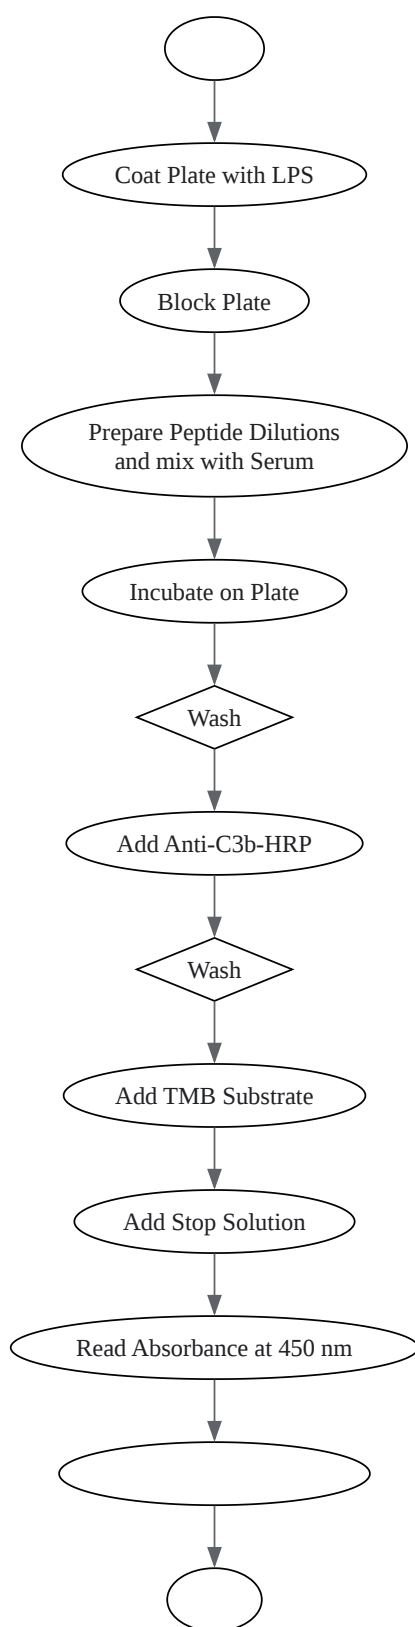 Coat Plate with LPS
Block Plate
Prepare Peptide Dilutions
and mix with Serum
Incubate on Plate
Wash
Add Anti-C3b-HRP
Wash
Add TMB Substrate
Add Stop Solution
Read Absorbance at 450 nm